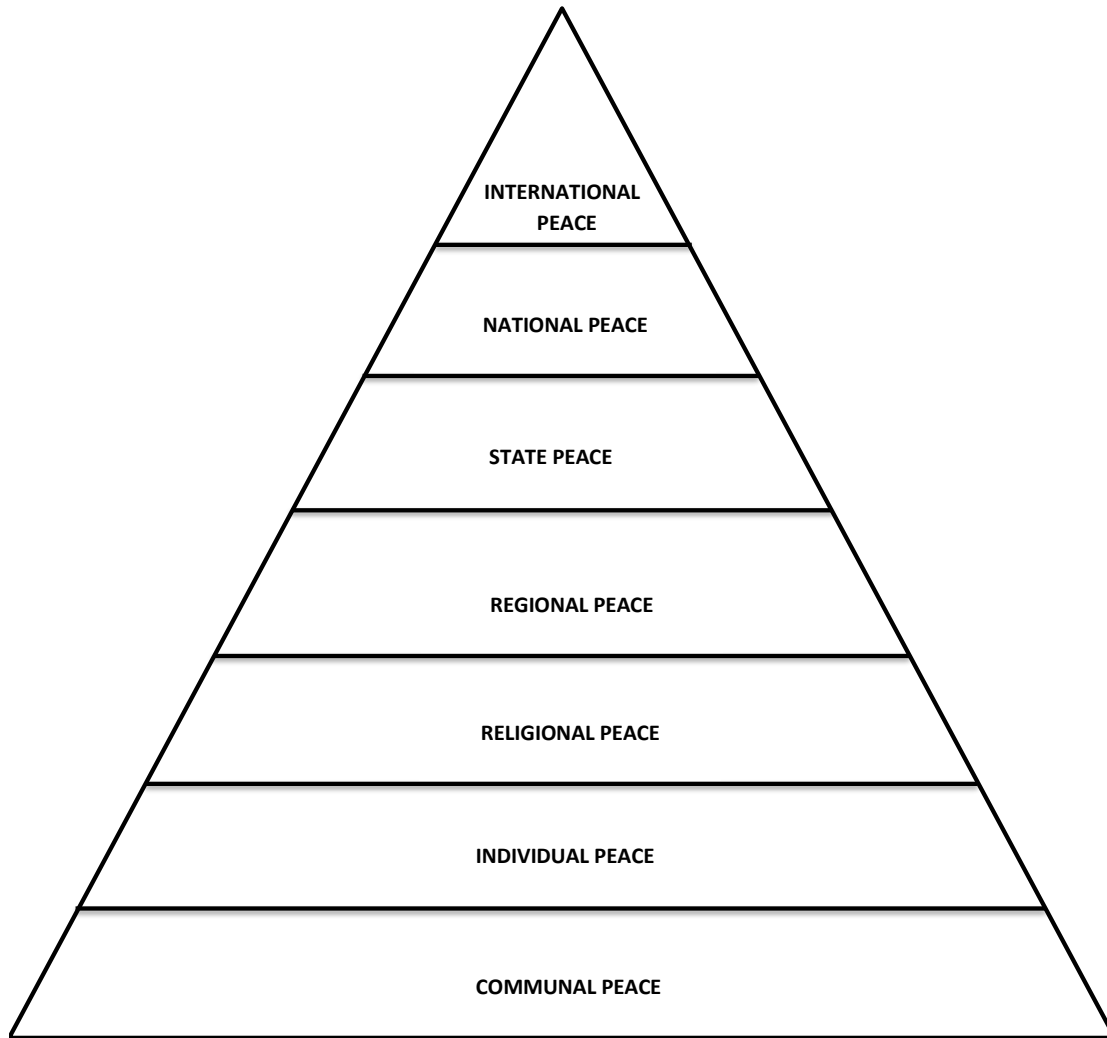 INTERNATIONAL
PEACE
NATIONAL PEACE
STATE PEACE
REGIONAL PEACE
RELIGIONAL PEACE
INDIVIDUAL PEACE
COMMUNAL PEACE